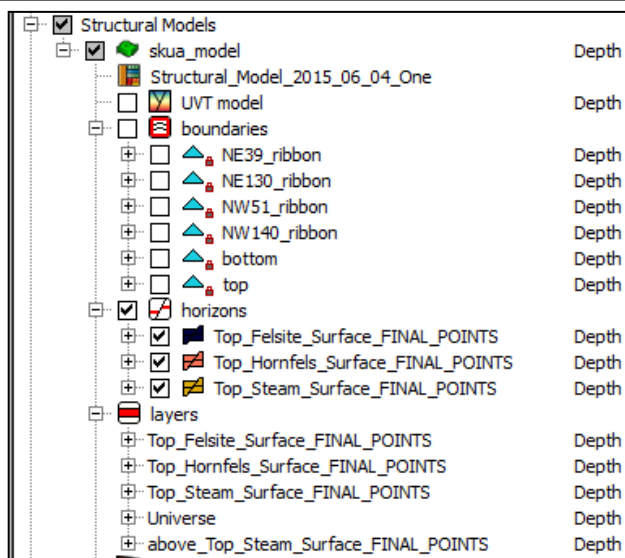 Structural Models
skua_model Depth
Structural_Model_2015_06_04_One
UVT model Depth
boundaries
NE39_ribbon Depth
NE130_ribbon Depth
NW51_ribbon Depth
NW140_ribbon Depth
bottom Depth
top Depth
horizons
Top_Felsite_Surface_FINAL_POINTS Depth
Top_Hornfels_Surface_FINAL_POINTS Depth
Top_Steam_Surface_FINAL_POINTS Depth
layers
Top_Felsite_Surface_FINAL_POINTS Depth
Top_Hornfels_Surface_FINAL_POINTS Depth
Top_Steam_Surface_FINAL_POINTS Depth
Universe Depth
above_Top_Steam_Surface_FINAL_POINTS Depth